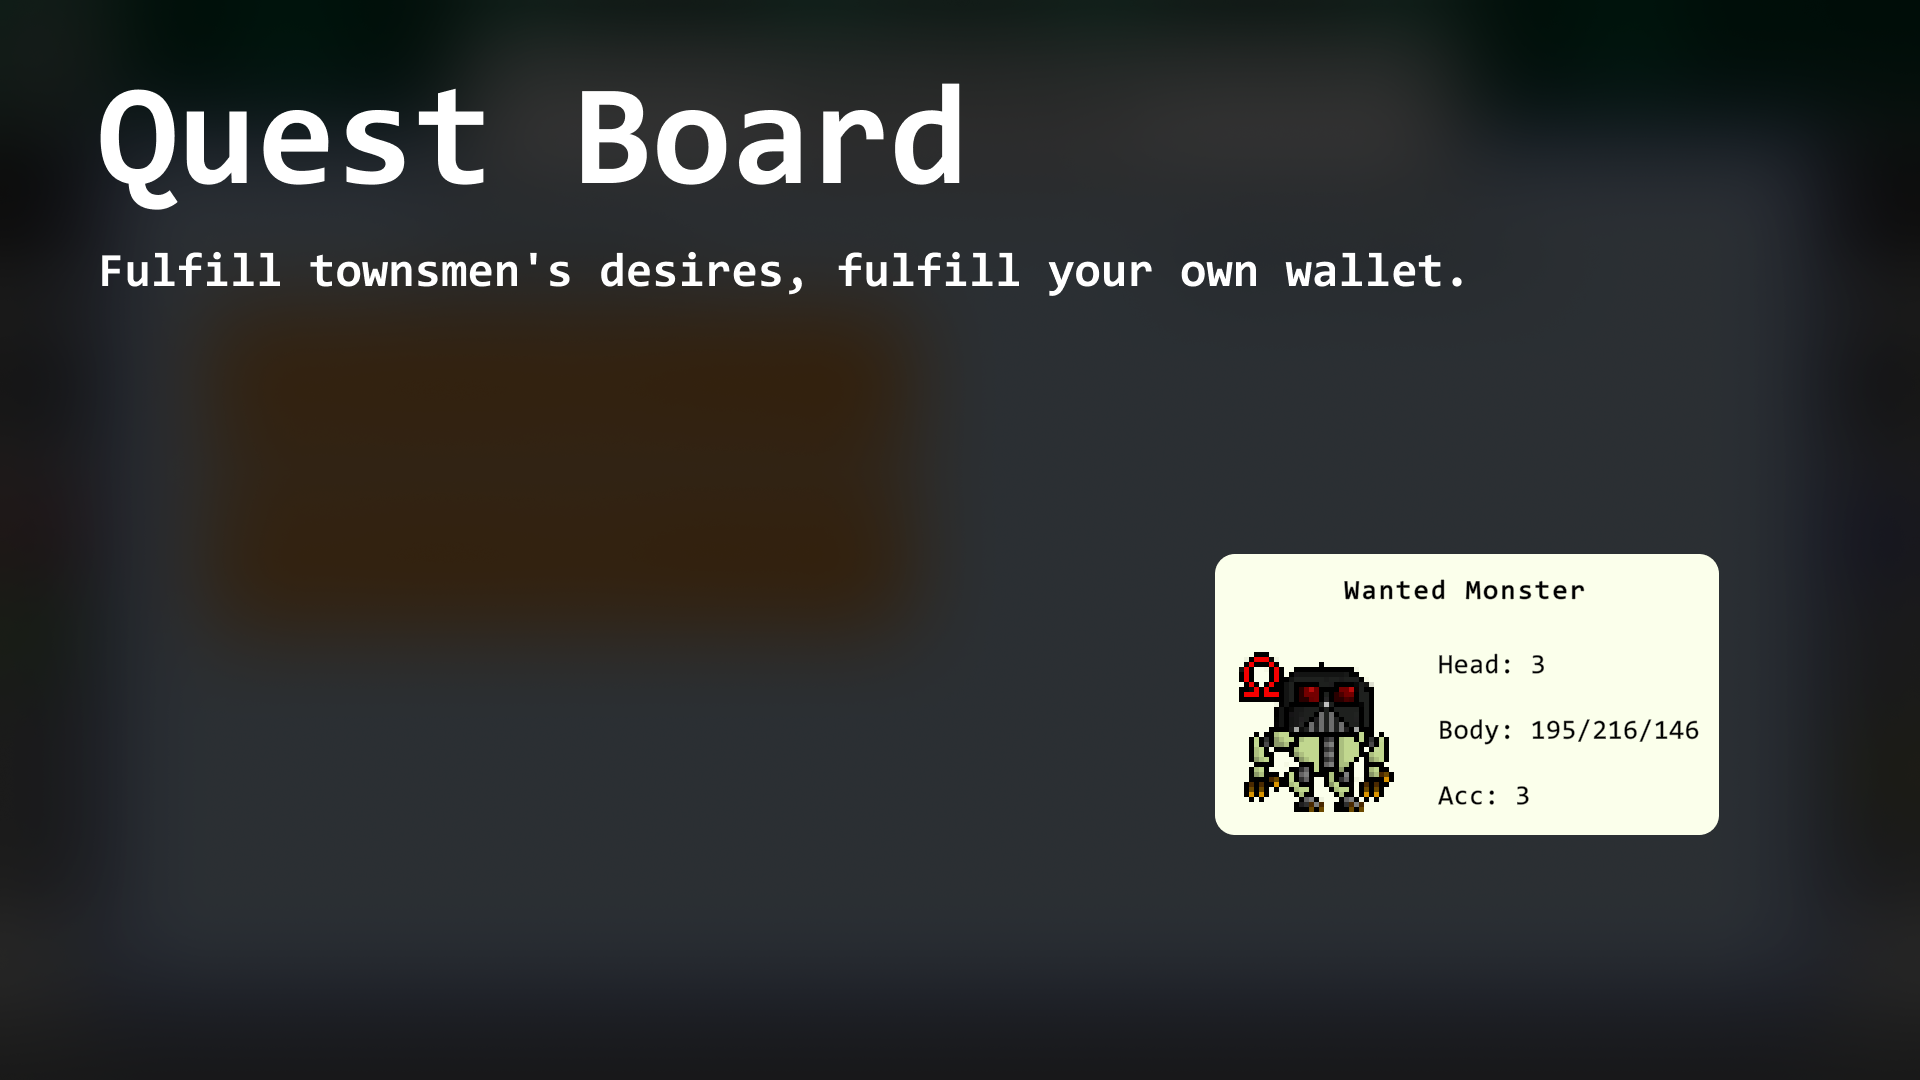 Quest Board
Fulfill townsmen's desires, fulfill your own wallet.
Wanted Monster
Ω
Head: 3
Body: 195/216/146
Acc: 3